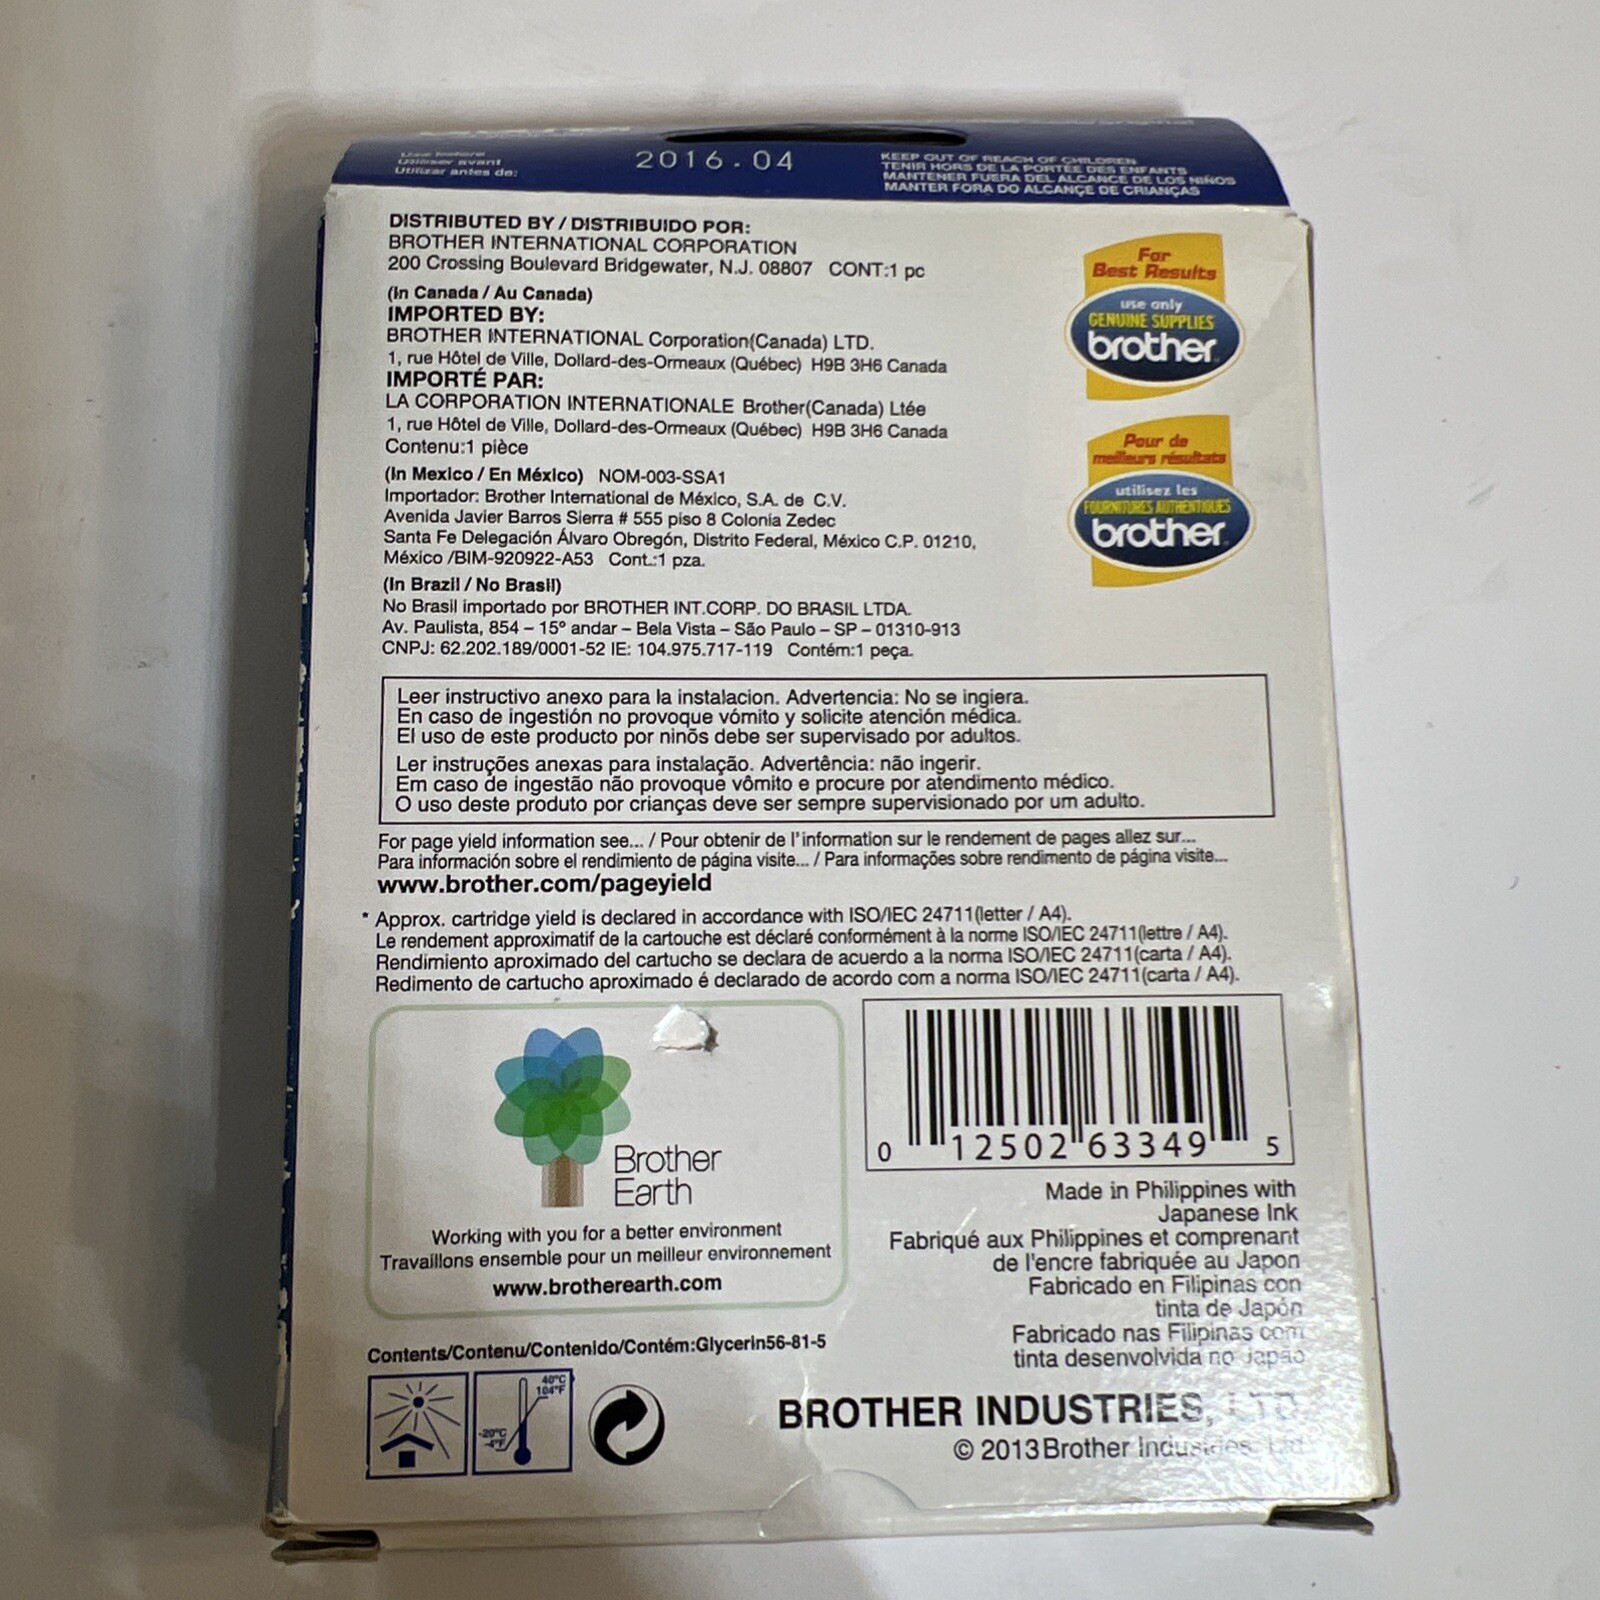 Use before
Utiliser avant
Utilizar antes de:
2016.04
KEEP OUT OF REACH OF CHILDREN
TENIR HORS DE LA PORTÉE DES ENFANTS
MANTENER FUERA DEL ALCANCE DE LOS NIÑOS
MANTER FORA DO ALCANÇE DE CRIANÇAS
DISTRIBUTED BY / DISTRIBUIDO POR:
BROTHER INTERNATIONAL CORPORATION
200 Crossing Boulevard Bridgewater, N.J. 08807 CONT:1 pc
(In Canada / Au Canada)
IMPORTED BY:
BROTHER INTERNATIONAL Corporation(Canada) LTD.
1, rue Hôtel de Ville, Dollard-des-Ormeaux (Québec) H9B 3H6 Canada
IMPORTÉ PAR:
LA CORPORATION INTERNATIONALE Brother(Canada) Ltée
1, rue Hôtel de Ville, Dollard-des-Ormeaux (Québec) H9B 3H6 Canada
Contenu:1 pièce
(In Mexico / En México) NOM-003-SSA1
Importador: Brother International de México, S.A. de C.V.
Avenida Javier Barros Sierra # 555 piso 8 Colonia Zedec
Santa Fe Delegación Álvaro Obregón, Distrito Federal, México C.P. 01210,
México /BIM-920922-A53 Cont.:1 pza.
(In Brazil / No Brasil)
No Brasil importado por BROTHER INT.CORP. DO BRASIL LTDA.
Av. Paulista, 854 – 15º andar – Bela Vista – São Paulo – SP – 01310-913
CNPJ: 62.202.189/0001-52 IE: 104.975.717-119 Contém:1 peça.
For
Best Results
use only
GENUINE SUPPLIES
brother
Pour de
meilleurs résultats
utilisez les
FOURNITURES AUTHENTIQUES
brother
Leer instructivo anexo para la instalacion. Advertencia: No se ingiera.
En caso de ingestión no provoque vómito y solicite atención médica.
El uso de este producto por ninõs debe ser supervisado por adultos.
Ler instruções anexas para instalação. Advertência: não ingerir.
Em caso de ingestão não provoque vômito e procure por atendimento médico.
O uso deste produto por crianças deve ser sempre supervisionado por um adulto.
For page yield information see... / Pour obtenir de l'information sur le rendement de pages allez sur...
Para información sobre el rendimiento de página visite... / Para informações sobre rendimento de página visite...
www.brother.com/pageyield
* Approx. cartridge yield is declared in accordance with ISO/IEC 24711(letter / A4).
Le rendement approximatif de la cartouche est déclaré conformément à la norme ISO/IEC 24711(lettre / A4).
Rendimiento aproximado del cartucho se declara de acuerdo a la norma ISO/IEC 24711(carta / A4).
Redimento de cartucho aproximado é declarado de acordo com a norma ISO/IEC 24711(carta / A4).
Brother
Earth
Working with you for a better environment
Travaillons ensemble pour un meilleur environnement
www.brotherearth.com
0 12502 63349 5
Made in Philippines with
Japanese Ink
Fabriqué aux Philippines et comprenant
de l'encre fabriquée au Japon
Fabricado en Filipinas con
tinta de Japón
Fabricado nas Filipinas com
tinta desenvolvida no Japão
Contents/Contenu/Contenido/Contém:Glycerin56-81-5
40°C
104°F
-20°C
-4°F
BROTHER INDUSTRIES, LTD.
© 2013 Brother Industries, Ltd.